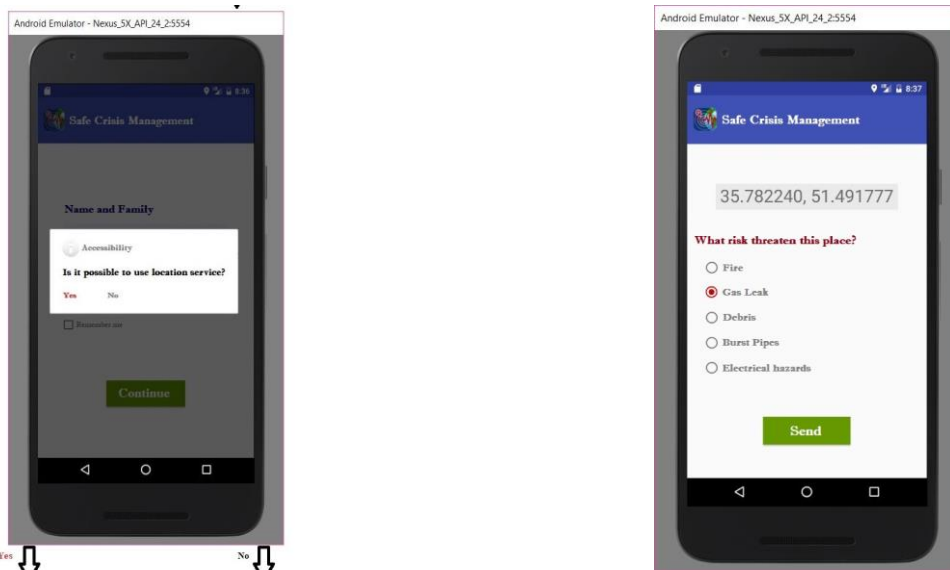 Android Emulator - Nexus_5X_API_24_2:5554
8:36
Safe Crisis Management
Name and Family
Accessibility
Is it possible to use location service?
Yes No
Remember me
Continue
Yes No
Android Emulator - Nexus_5X_API_24_2:5554
8:37
Safe Crisis Management
35.782240, 51.491777
What risk threaten this place?
Fire
Gas Leak
Debris
Burst Pipes
Electrical hazards
Send